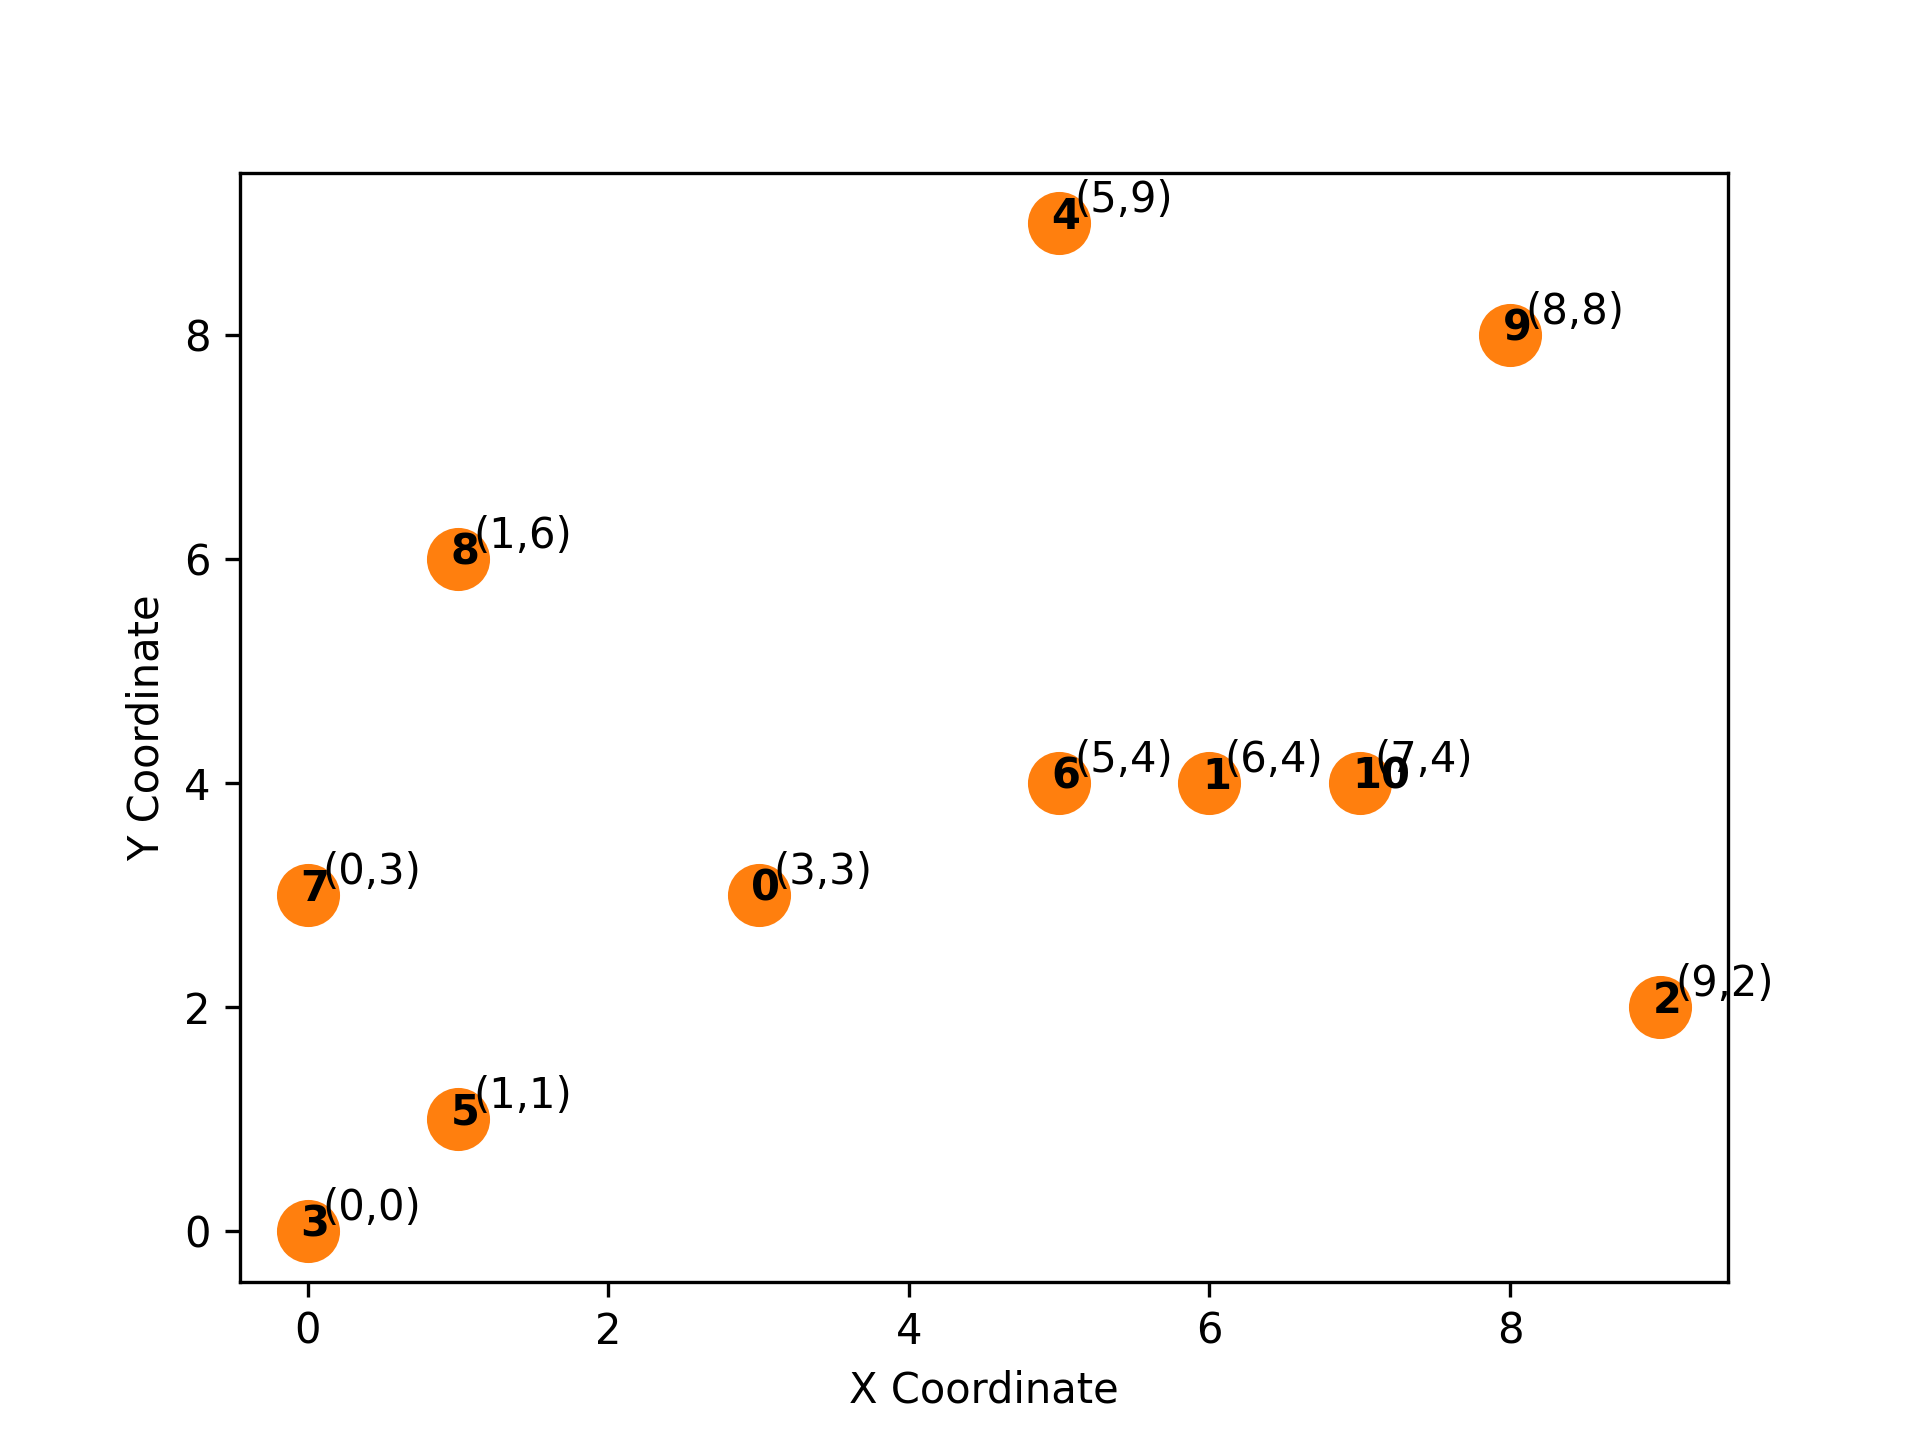 4 (5,9)
9 (8,8)
8
8 (1,6)
6
6 (5,4) 1 (6,4) 10 (7,4)
4
7 (0,3) 0 (3,3)
2 (9,2)
2
5 (1,1)
3 (0,0)
0
0 2 4 6 8
X Coordinate
Y Coordinate